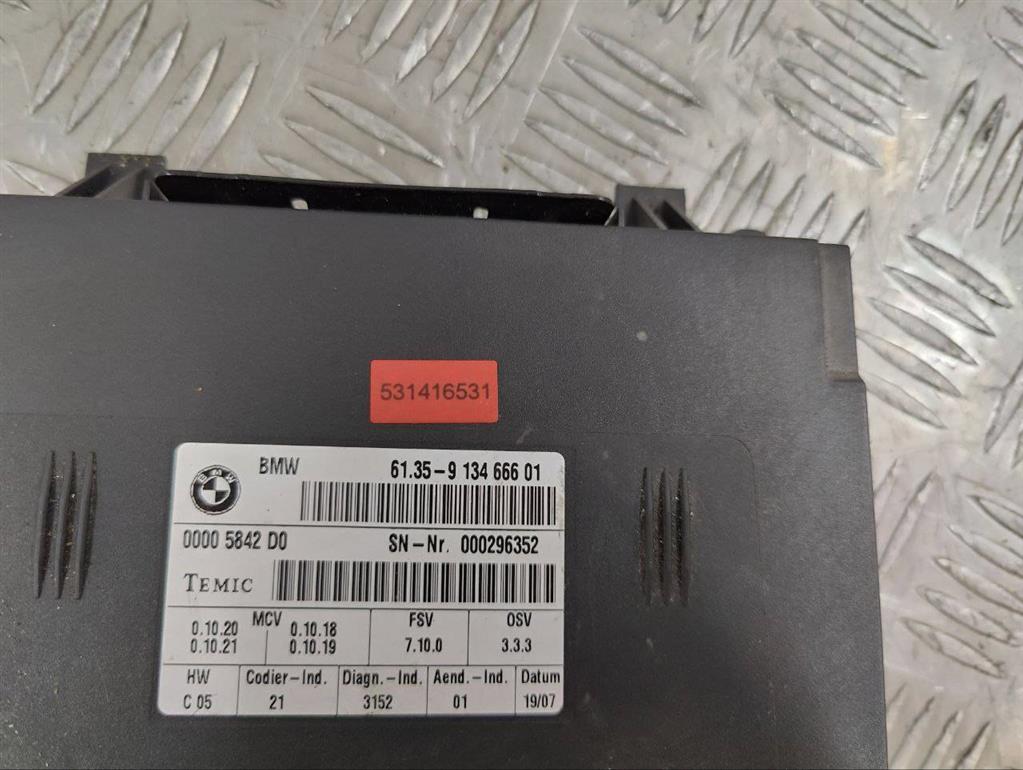 531416531
BMW
BMW 61.35-9 134 666 01
0000 5842 D0 SN-Nr. 000296352
TEMIC
MCV FSV OSV
0.10.20 0.10.18 7.10.0 3.3.3
0.10.21 0.10.19
HW Codier-Ind. Diagn.-Ind. Aend.-Ind. Datum
C 05 21 3152 01 19/07